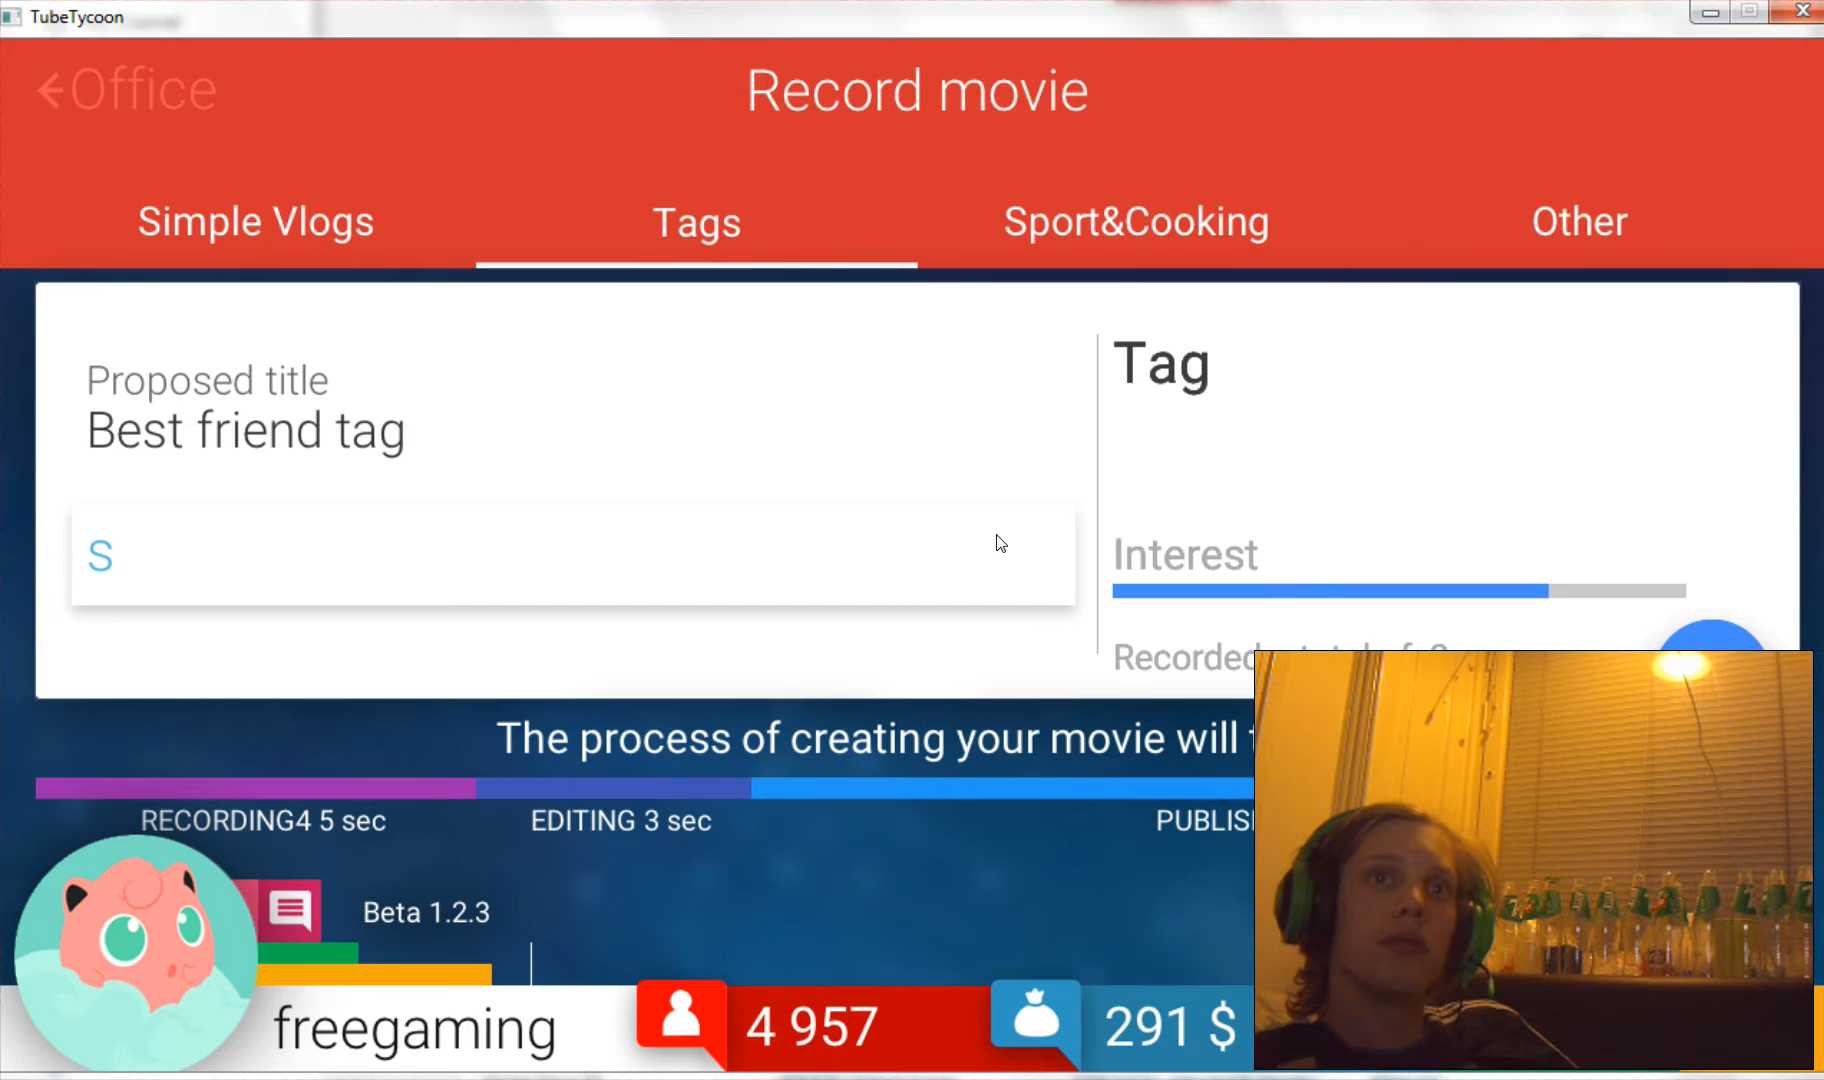 TubeTycoon
Office
Record movie
Simple Vlogs
Tags
Sport&Cooking
Other
Proposed title
Best friend tag
S
Tag
Interest
Recorded
The process of creating your movie will
RECORDING4 5 sec
EDITING 3 sec
Beta 1.2.3
freegaming
4 957
291 $